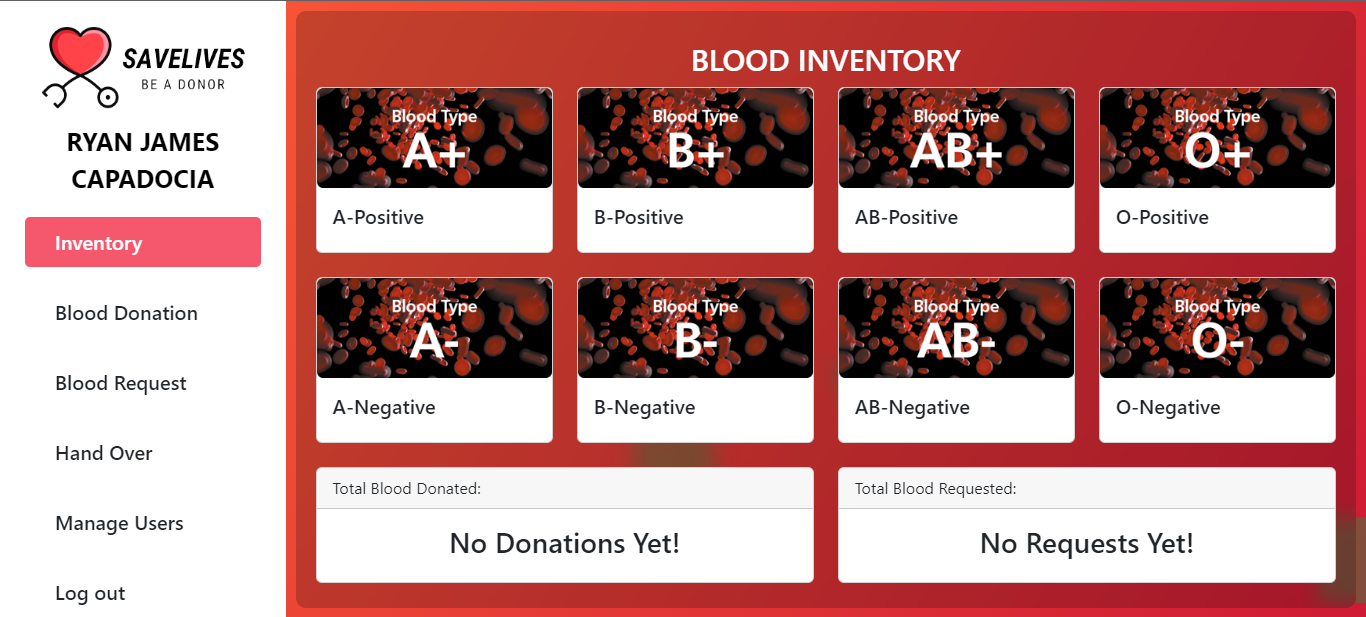 SAVELIVES
BE A DONOR
RYAN JAMES
CAPADOCIA
Inventory
Blood Donation
Blood Request
Hand Over
Manage Users
Log out
BLOOD INVENTORY
Blood Type
A+
A-Positive
Blood Type
B+
B-Positive
Blood Type
AB+
AB-Positive
Blood Type
O+
O-Positive
Blood Type
A-
A-Negative
Blood Type
B-
B-Negative
Blood Type
AB-
AB-Negative
Blood Type
O-
O-Negative
Total Blood Donated:
No Donations Yet!
Total Blood Requested:
No Requests Yet!